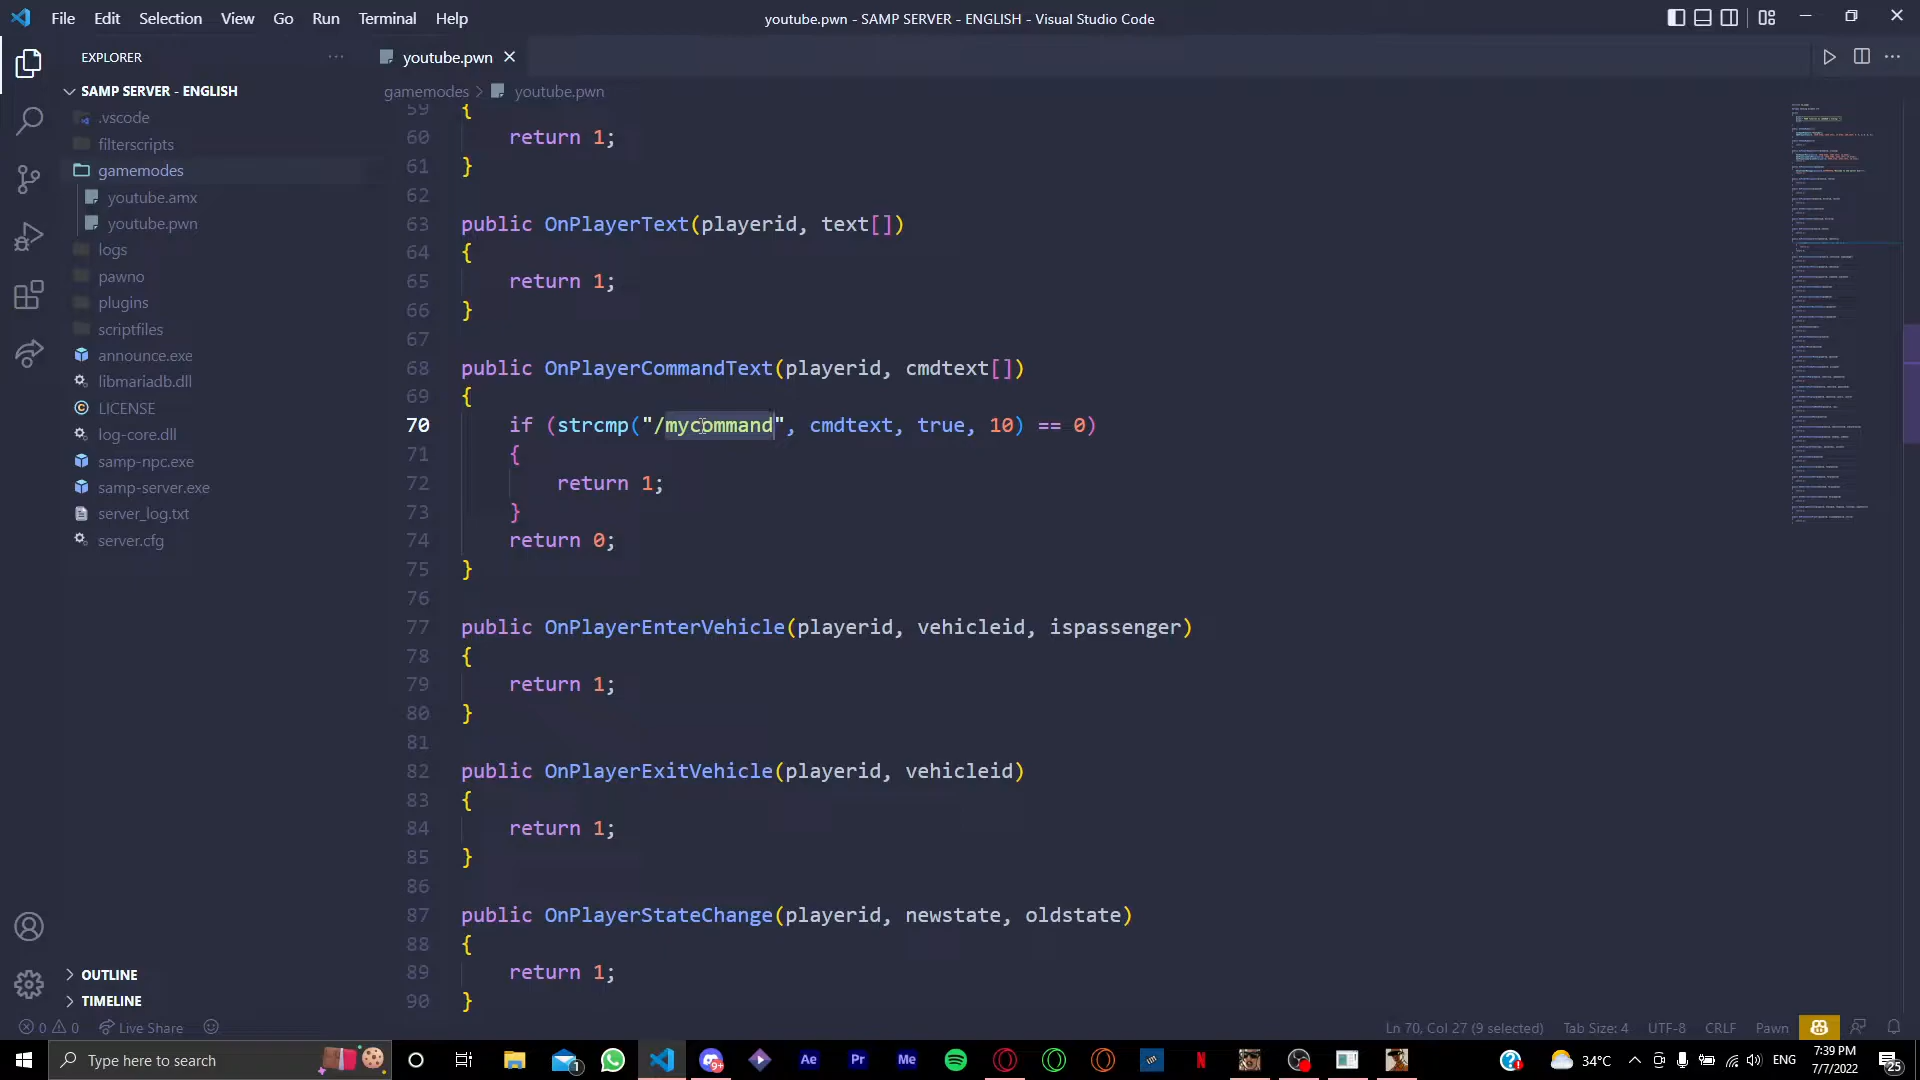 File Edit Selection View Go Run Terminal Help
youtube.pwn - SAMP SERVER - ENGLISH - Visual Studio Code
EXPLORER
youtube.pwn
SAMP SERVER - ENGLISH
gamemodes > youtube.pwn
.vscode
filterscripts
gamemodes
youtube.amx
youtube.pwn
logs
pawno
plugins
scriptfiles
announce.exe
libmariadb.dll
LICENSE
log-core.dll
samp-npc.exe
samp-server.exe
server_log.txt
server.cfg
OUTLINE
TIMELINE
59 {
60 return 1;
61 }
62
63 public OnPlayerText(playerid, text[])
64 {
65 return 1;
66 }
67
68 public OnPlayerCommandText(playerid, cmdtext[])
69 {
70 if (strcmp("/mycommand", cmdtext, true, 10) == 0)
71 {
72 return 1;
73 }
74 return 0;
75 }
76
77 public OnPlayerEnterVehicle(playerid, vehicleid, ispassenger)
78 {
79 return 1;
80 }
81
82 public OnPlayerExitVehicle(playerid, vehicleid)
83 {
84 return 1;
85 }
86
87 public OnPlayerStateChange(playerid, newstate, oldstate)
88 {
89 return 1;
90 }
0 0 Live Share
Ln 70, Col 27 (9 selected) Tab Size: 4 UTF-8 CRLF Pawn
Type here to search
1
9+
Ae Pr Me
N
34°C
ENG
7:39 PM
7/7/2022
25